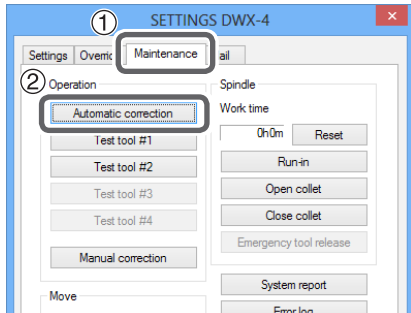 ①
SETTINGS DWX-4
×
Settings Overric Maintenance ail
②
Operation
Automatic correction
Test tool #1
Test tool #2
Test tool #3
Test tool #4
Manual correction
Move
Spindle
Work time
0h0m Reset
Run-in
Open collet
Close collet
Emergency tool release
System report
Error log